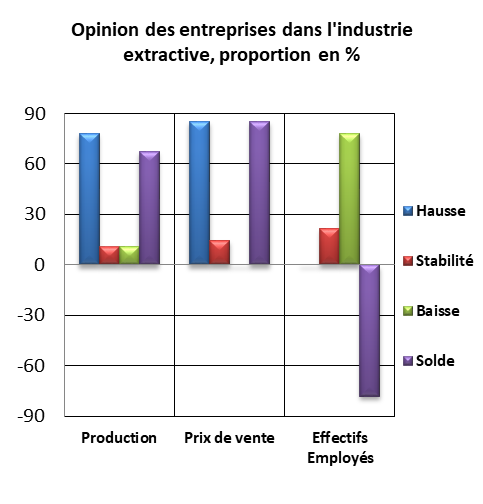 Opinion des entreprises dans l'industrie
extractive, proportion en %
90
60
30
0
-30
-60
-90
Production
Prix de vente
Effectifs
Employés
Hausse
Stabilité
Baisse
Solde